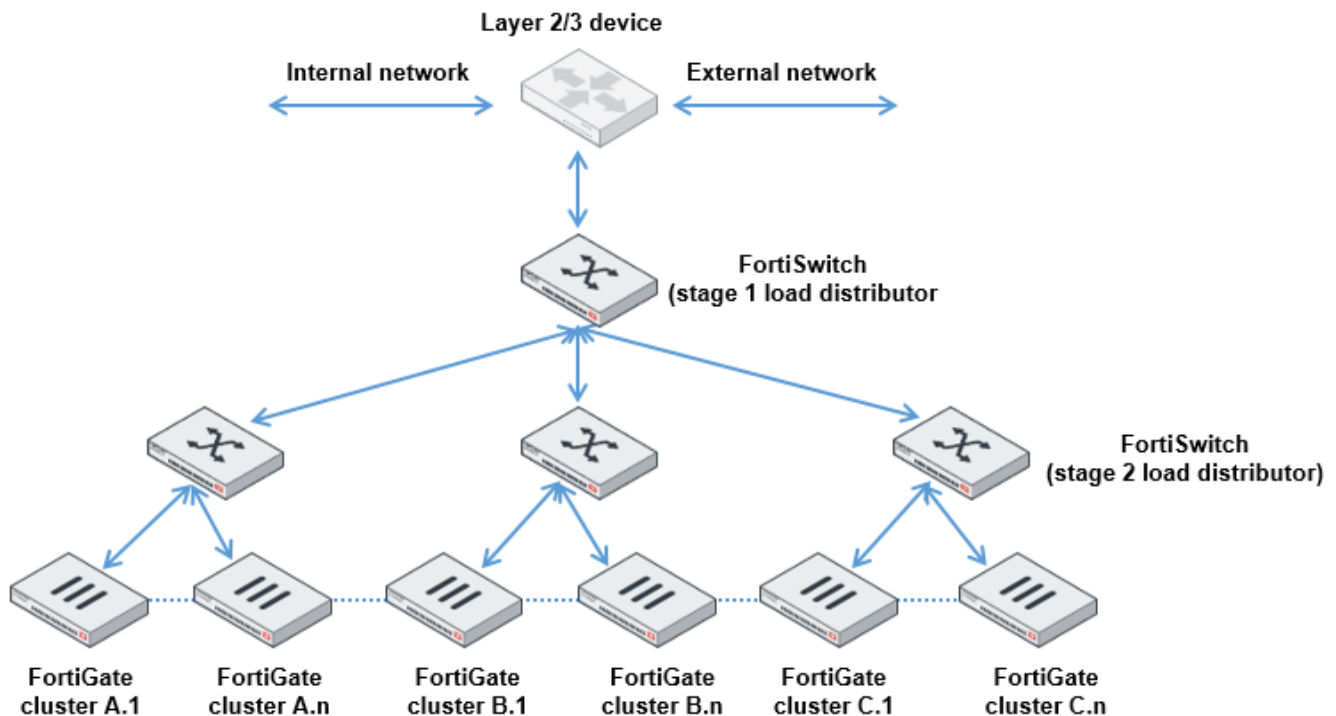 Layer 2/3 device
Internal network
External network
FortiSwitch
(stage 1 load distributor
FortiSwitch
(stage 2 load distributor)
FortiGate
cluster A.1
FortiGate
cluster A.n
FortiGate
cluster B.1
FortiGate
cluster B.n
FortiGate
cluster C.1
FortiGate
cluster C.n